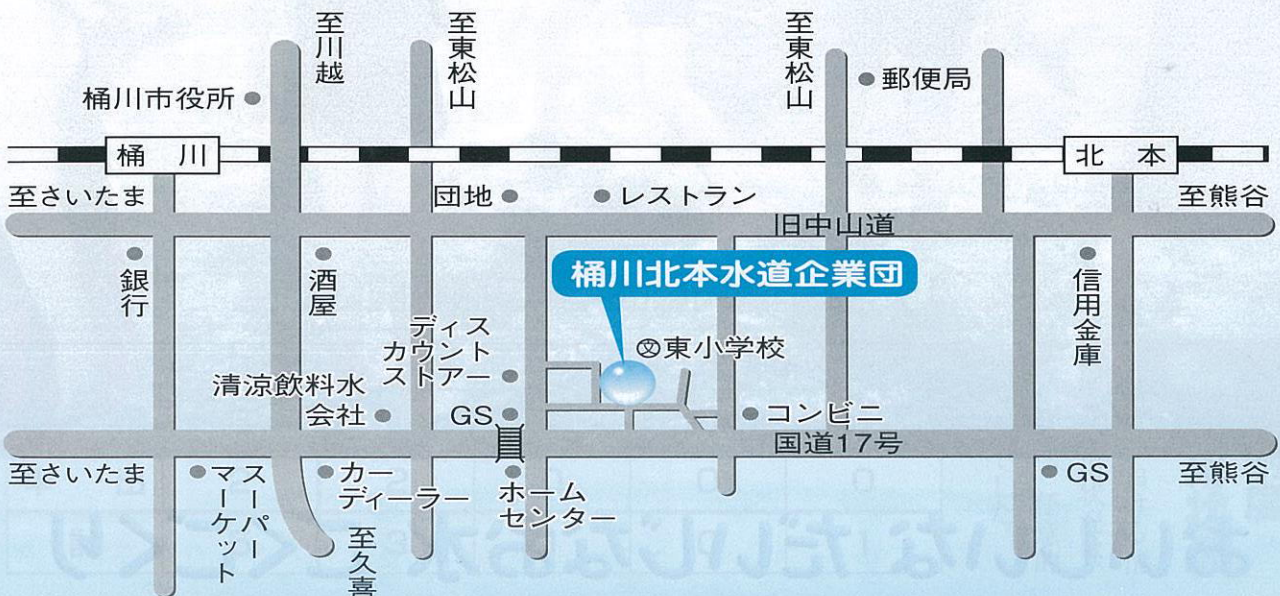 至川越
至東松山
至東松山
郵便局
桶川市役所
桶 川
北 本
至さいたま
団地
レストラン
至熊谷
旧中山道
銀行
酒屋
桶川北本水道企業団
信用金庫
ディス
カウント
ストアー
文東小学校
清涼飲料水
会社
GS
コンビニ
国道17号
至さいたま
スーパー
マーケット
カー
ディーラー
ホーム
センター
GS
至熊谷
至久喜